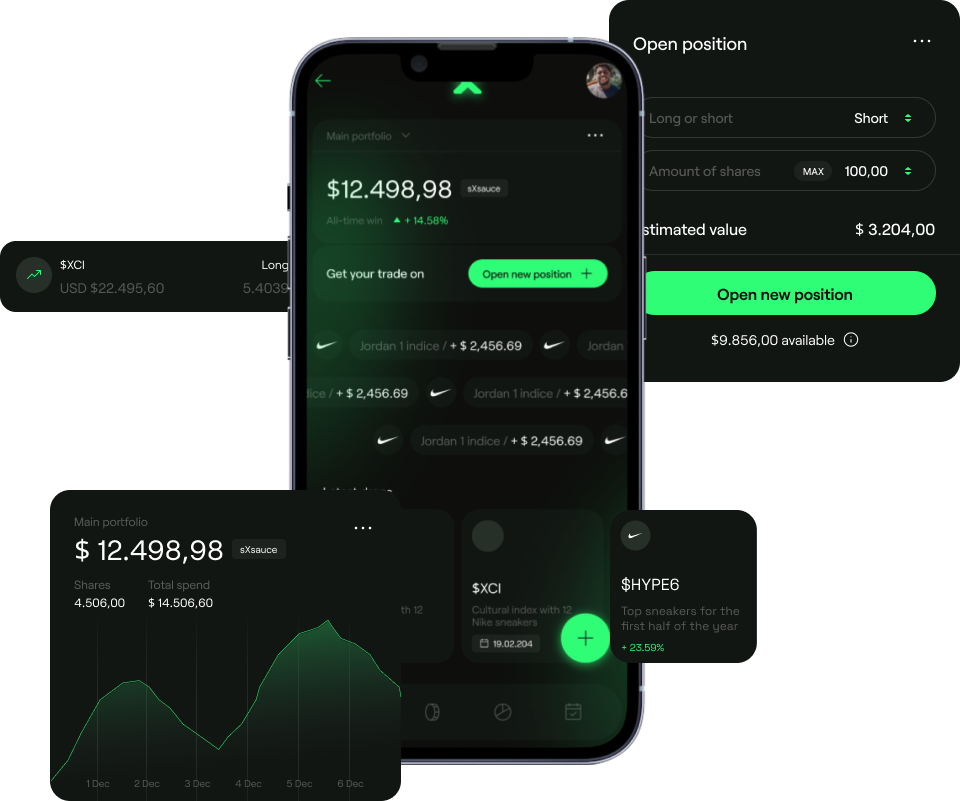 Open position
Long or short
Short
Amount of shares
MAX
100,00
stimated value
$ 3.204,00
Open new position
$9.856,00 available
Main portfolio
$12.498,98
sXsauce
All-time win
+ 14.58%
Get your trade on
Open new position
$XCI
Long
USD $22.495,60
5.4039
Jordan 1 indice / + $ 2,456.69
Jordan
ice / + $ 2,456.69
Jordan 1 indice / + $ 2,456.6
Jordan 1 indice / + $ 2,456.69
Main portfolio
$ 12.498,98
sXsauce
Shares
Total spend
4.506,00
$ 14.506,60
1 Dec
2 Dec
3 Dec
4 Dec
5 Dec
6 Dec
th 12
$XCI
Cultural index with 12
Nike sneakers
19.02.204
$HYPE6
Top sneakers for the
first half of the year
+ 23.59%